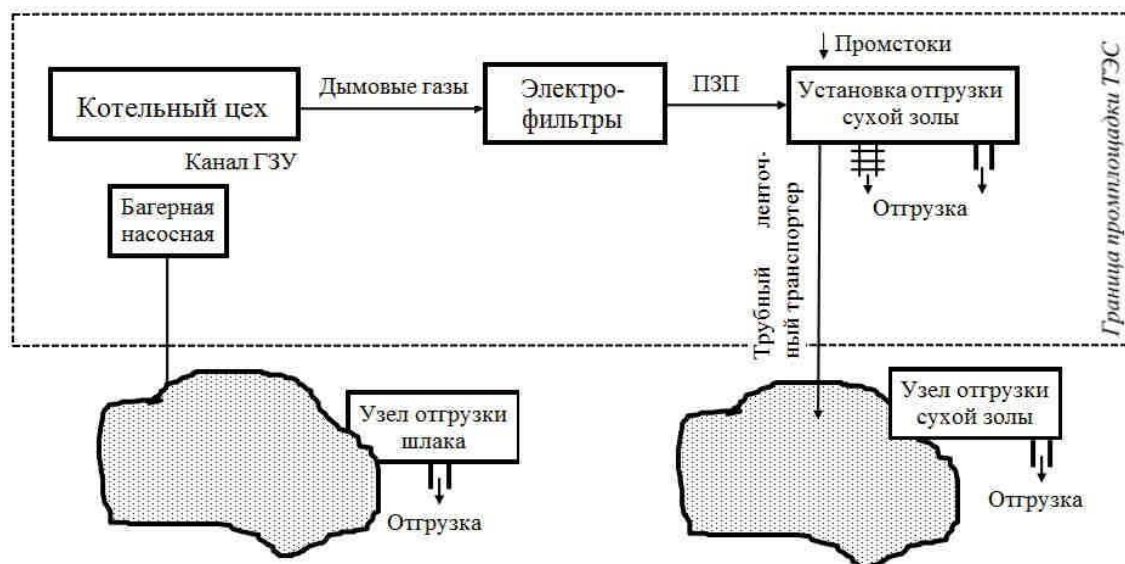 Промстоки
Котельный цех
Дымовые газы
Электро-
фильтры
ПЗП
Установка отгрузки
сухой золы
Канал ГЗУ
Багерная
насосная
Отгрузка
Трубный ленточ-
ный транспортер
Граница промплощадки ТЭС
Узел отгрузки
шлака
Отгрузка
Узел отгрузки
сухой золы
Отгрузка